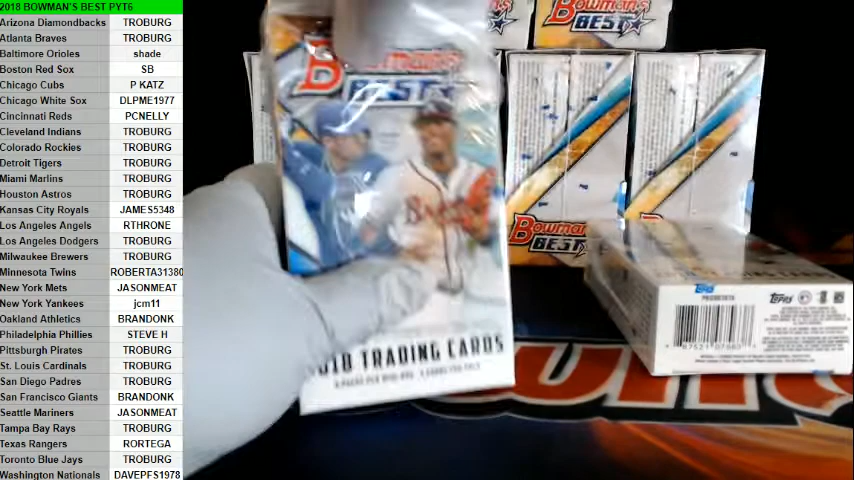 2018 BOWMAN'S BEST PYT6
Arizona Diamondbacks TROBURG
Atlanta Braves TROBURG
Baltimore Orioles shade
Boston Red Sox SB
Chicago Cubs P KATZ
Chicago White Sox DLPME1977
Cincinnati Reds PCNELLY
Cleveland Indians TROBURG
Colorado Rockies TROBURG
Detroit Tigers TROBURG
Miami Marlins TROBURG
Houston Astros TROBURG
Kansas City Royals JAMES5348
Los Angeles Angels RTHRONE
Los Angeles Dodgers TROBURG
Milwaukee Brewers TROBURG
Minnesota Twins ROBERTA31380
New York Mets JASONMEAT
New York Yankees jcm11
Oakland Athletics BRANDONK
Philadelphia Phillies STEVE H
Pittsburgh Pirates TROBURG
St. Louis Cardinals TROBURG
San Diego Padres TROBURG
San Francisco Giants BRANDONK
Seattle Mariners JASONMEAT
Tampa Bay Rays TROBURG
Texas Rangers RORTEGA
Toronto Blue Jays TROBURG
Washington Nationals DAVEPFS1978
Bowman's
BEST
TRADING CARDS
Bowman's
BEST
Bowman
BEST
topps
topps